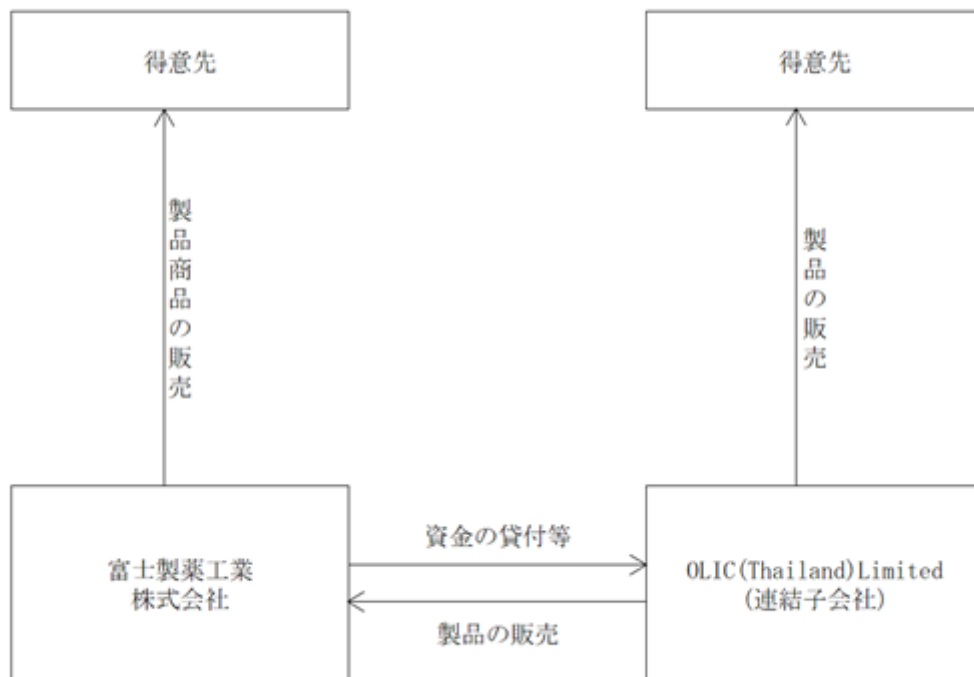 得意先
得意先
製品商品の販売
製品の販売
資金の貸付等
富士製薬工業
株式会社
OLIC(Thailand)Limited
(連結子会社)
製品の販売